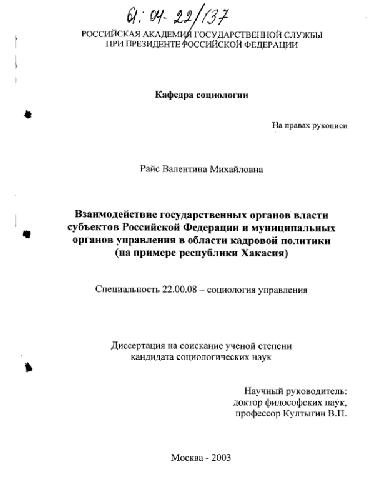 61:04-22/137
РОССИЙСКАЯ АКАДЕМИЯ ГОСУДАРСТВЕННОЙ СЛУЖБЫ
ПРИ ПРЕЗИДЕНТЕ РОССИЙСКОЙ ФЕДЕРАЦИИ
Кафедра социологии
На правах рукописи
Райс Валентина Михайловна
Взаимодействие государственных органов власти
субъектов Российской Федерации и муниципальных
органов управления в области кадровой политики
(на примере республики Хакасия)
Специальность 22.00.08 – социология управления
Диссертация на соискание ученой степени
кандидата социологических наук
Научный руководитель:
доктор философских наук,
профессор Култыгин В.П.
Москва - 2003